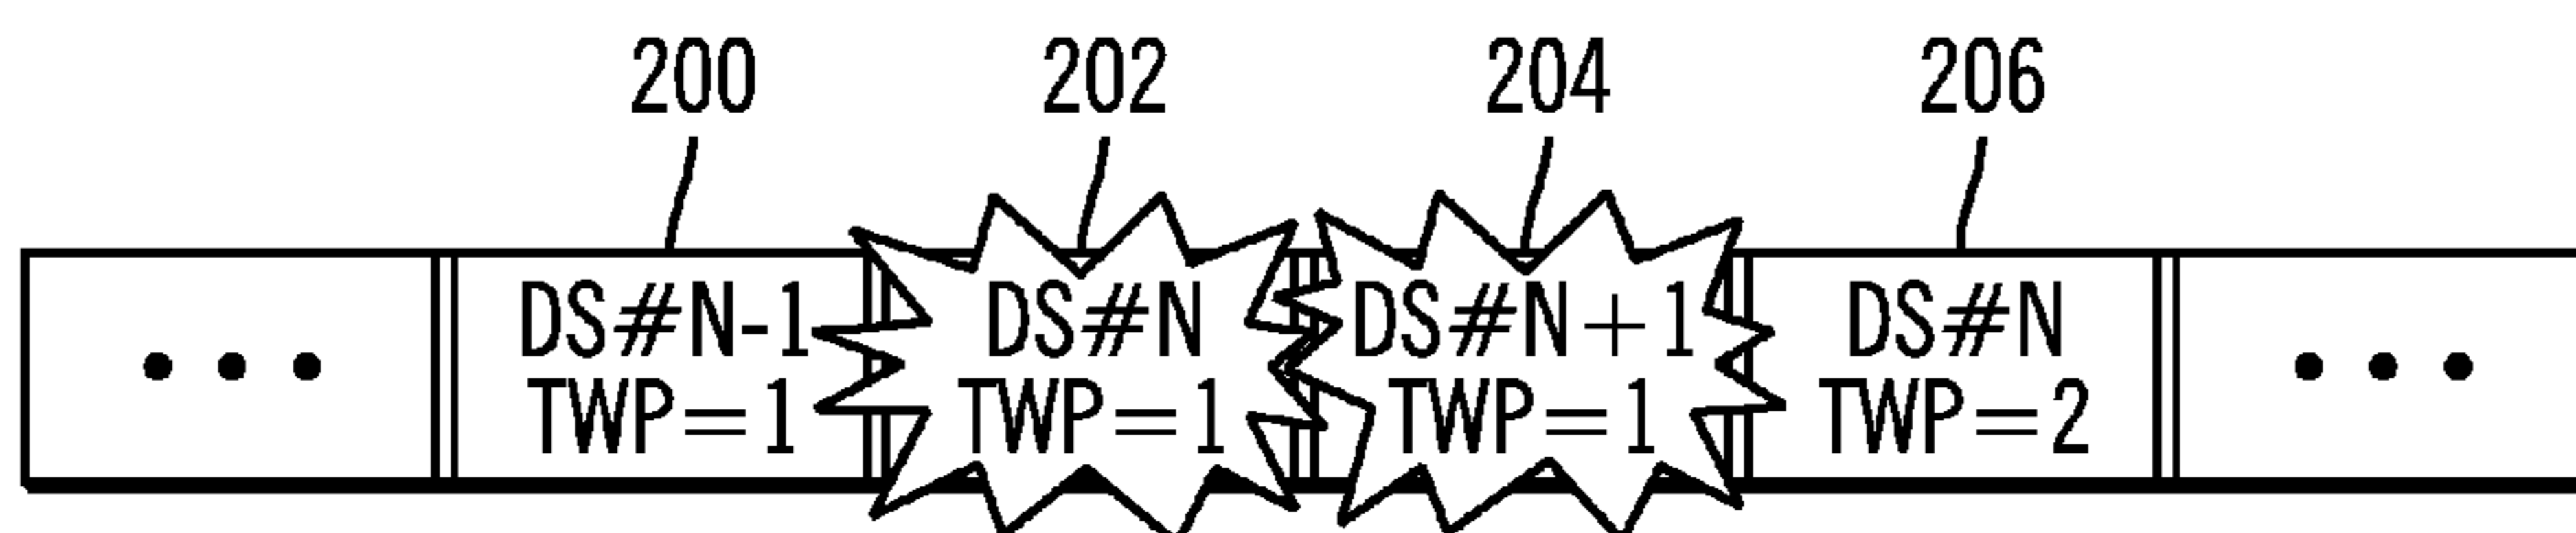 200 202 204 206
• • • DS#N-1 DS#N DS#N+1 DS#N • • •
TWP=1 TWP=1 TWP=1 TWP=2